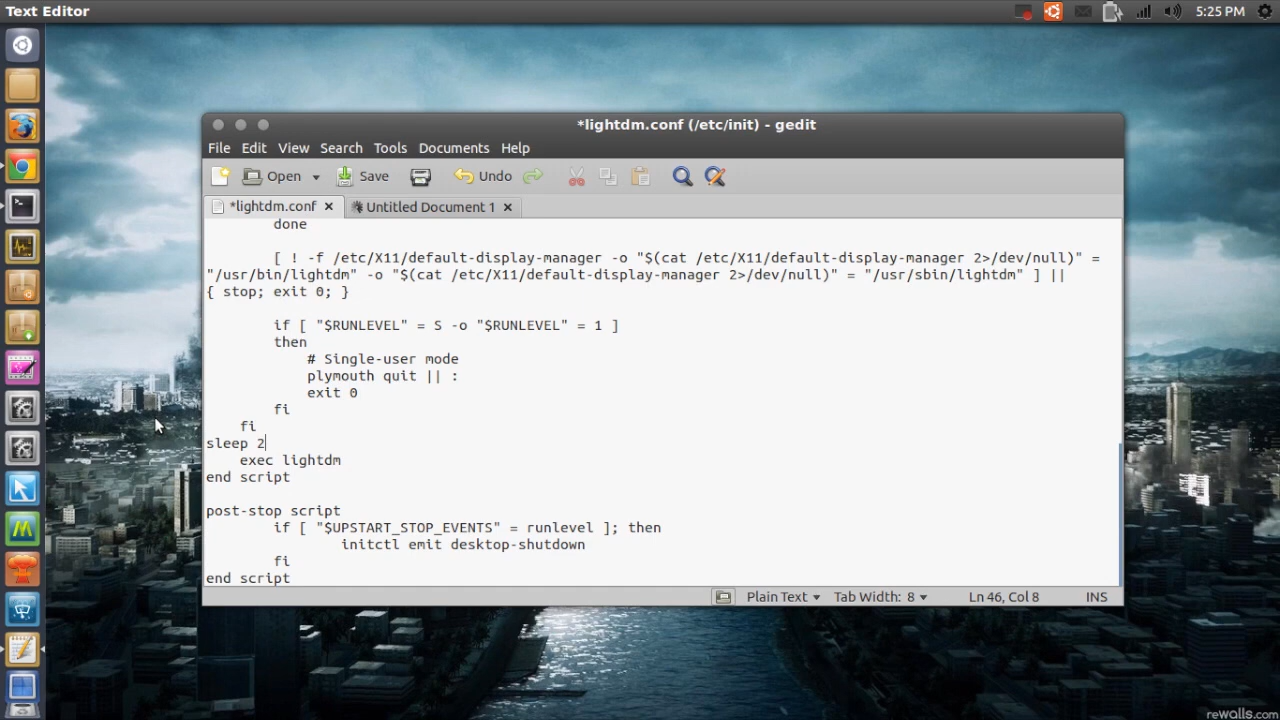 Text Editor
5:25 PM
*lightdm.conf (/etc/init) - gedit
File Edit View Search Tools Documents Help
Open Save Undo
*lightdm.conf Untitled Document 1
done
[ ! -f /etc/X11/default-display-manager -o "$(cat /etc/X11/default-display-manager 2>/dev/null)" =
"/usr/bin/lightdm" -o "$(cat /etc/X11/default-display-manager 2>/dev/null)" = "/usr/sbin/lightdm" ] ||
{ stop; exit 0; }
if [ "$RUNLEVEL" = S -o "$RUNLEVEL" = 1 ]
then
# Single-user mode
plymouth quit || :
exit 0
fi
fi
sleep 2
exec lightdm
end script
post-stop script
if [ "$UPSTART_STOP_EVENTS" = runlevel ]; then
initctl emit desktop-shutdown
fi
end script
Plain Text Tab Width: 8 Ln 46, Col 8 INS
reWalls.com